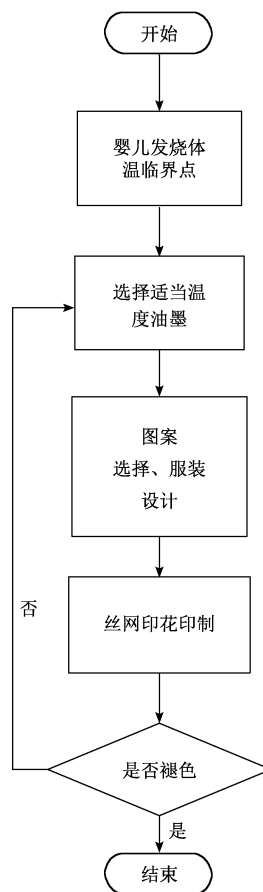 开始
婴儿发烧体
温临界点
选择适当温
度油墨
图案
选择、服装
设计
丝网印花印制
否
是否褪色
是
结束